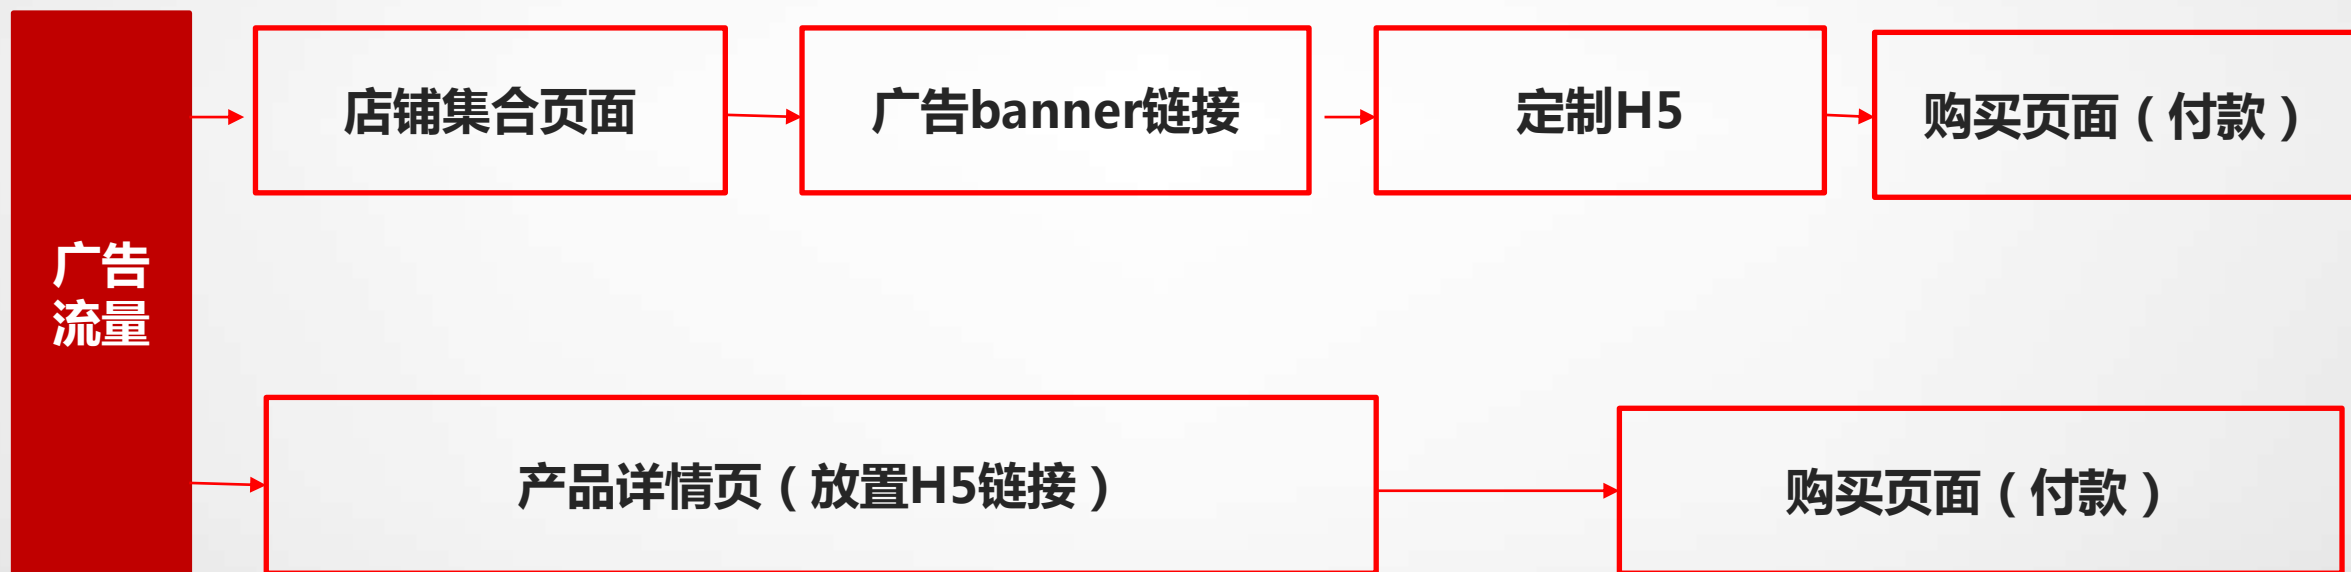 店铺集合页面
广告banner链接
定制H5
购买页面（付款）
广告
流量
产品详情页（放置H5链接）
购买页面（付款）